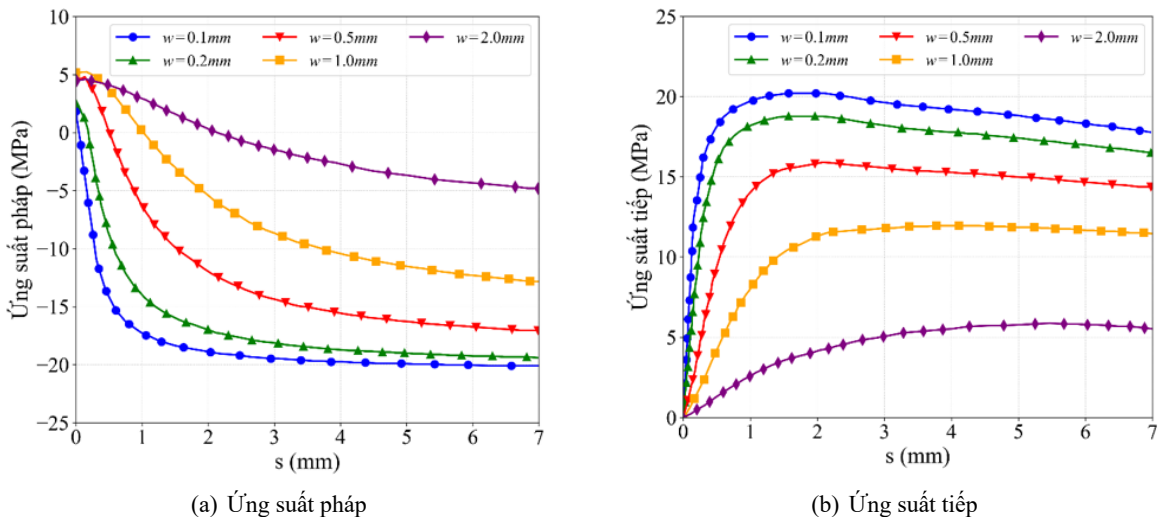 w = 0.1mm w = 0.5mm w = 2.0mm
w = 0.2mm w = 1.0mm
10
5
0
−5
−10
−15
−20
−25
Ứng suất pháp (MPa)
0 1 2 3 4 5 6 7
s (mm)
(a) Ứng suất pháp
w = 0.1mm w = 0.5mm w = 2.0mm
w = 0.2mm w = 1.0mm
25
20
15
10
5
0
Ứng suất tiếp (MPa)
0 1 2 3 4 5 6 7
s (mm)
(b) Ứng suất tiếp